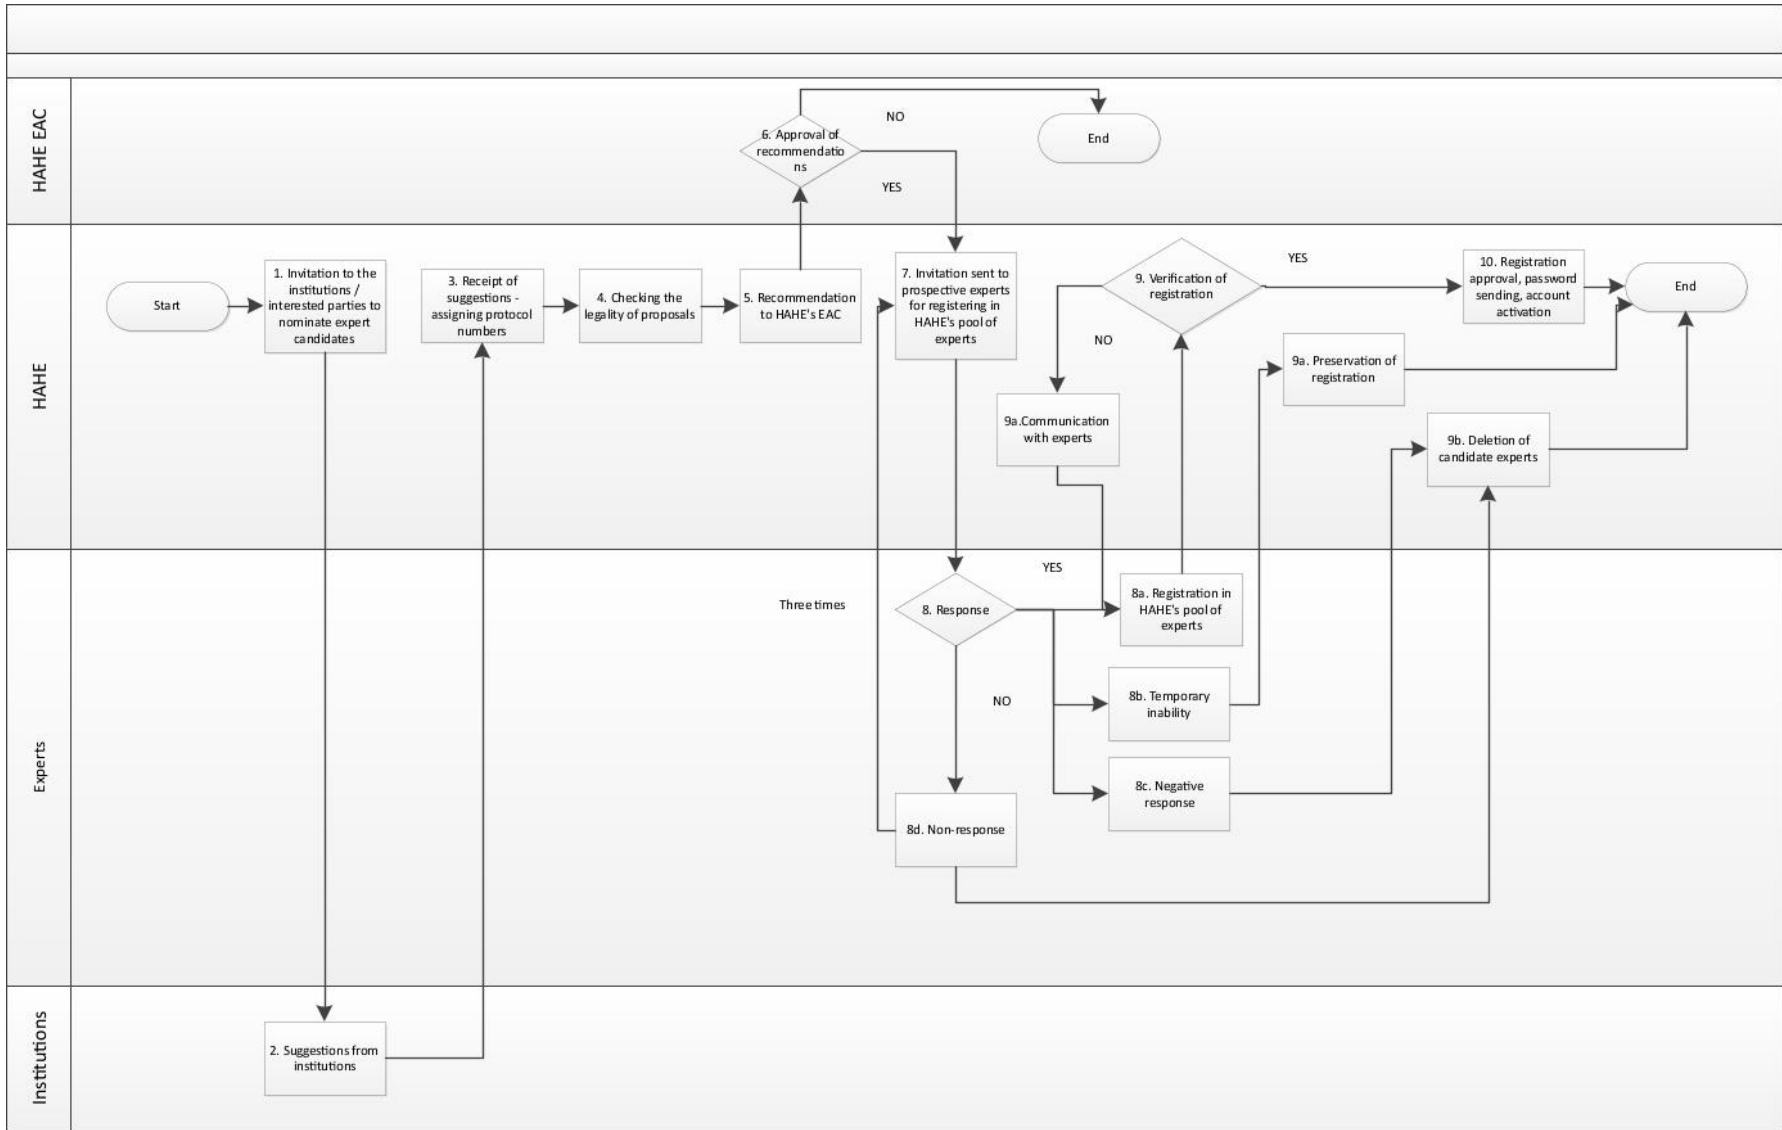 HAHE EAC
6. Approval of
recommendatio
ns
NO
YES
End
HAHE
Start
1. Invitation to the
institutions /
interested parties to
nominate expert
candidates
3. Receipt of
suggestions -
assigning protocol
numbers
4. Checking the
legality of proposals
5. Recommendation
to HAHE's EAC
7. Invitation sent to
prospective experts
for registering in
HAHE's pool of
experts
9. Verification of
registration
YES
NO
10. Registration
approval, password
sending, account
activation
End
9a. Preservation of
registration
9a.Communication
with experts
9b. Deletion of
candidate experts
Experts
Three times
8. Response
YES
NO
8a. Registration in
HAHE's pool of
experts
8b. Temporary
inability
8c. Negative
response
8d. Non-response
Institutions
2. Suggestions from
institutions